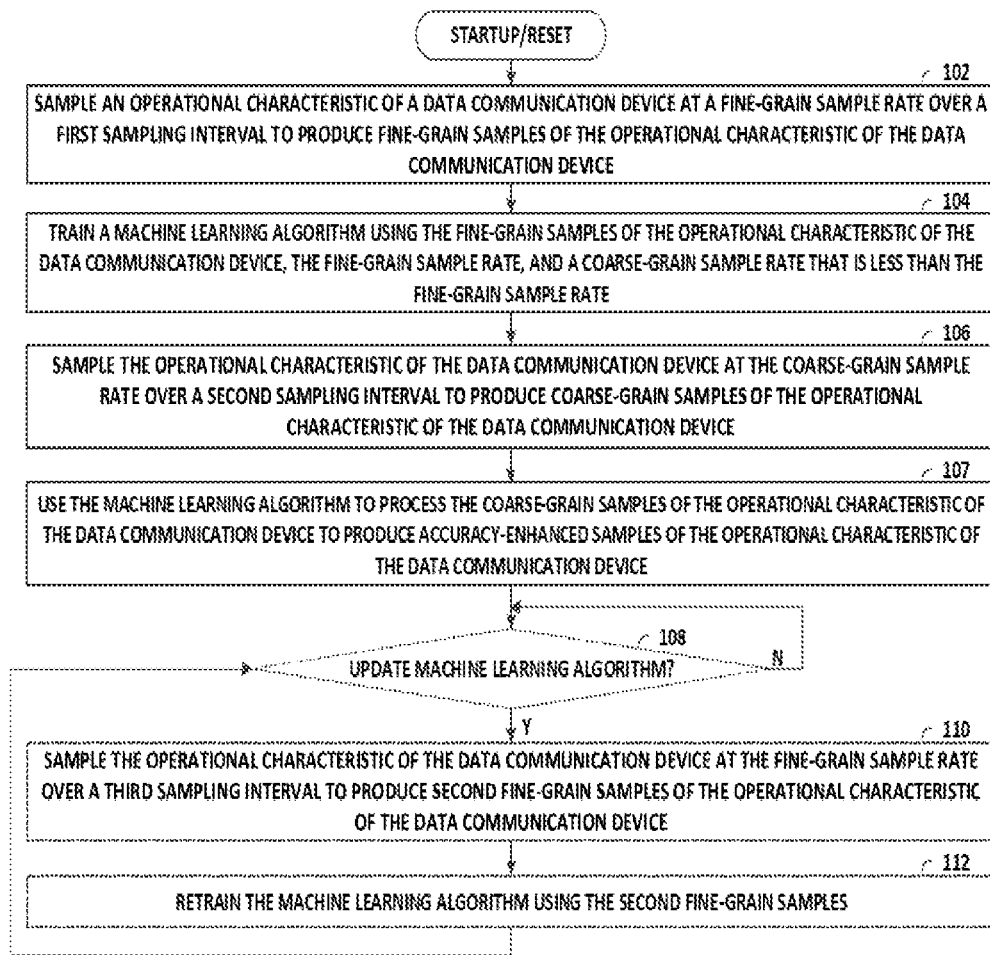 STARTUP/RESET
102
SAMPLE AN OPERATIONAL CHARACTERISTIC OF A DATA COMMUNICATION DEVICE AT A FINE-GRAIN SAMPLE RATE OVER A
FIRST SAMPLING INTERVAL TO PRODUCE FINE-GRAIN SAMPLES OF THE OPERATIONAL CHARACTERISTIC OF THE DATA
COMMUNICATION DEVICE
104
TRAIN A MACHINE LEARNING ALGORITHM USING THE FINE-GRAIN SAMPLES OF THE OPERATIONAL CHARACTERISTIC OF THE
DATA COMMUNICATION DEVICE, THE FINE-GRAIN SAMPLE RATE, AND A COARSE-GRAIN SAMPLE RATE THAT IS LESS THAN THE
FINE-GRAIN SAMPLE RATE
106
SAMPLE THE OPERATIONAL CHARACTERISTIC OF THE DATA COMMUNICATION DEVICE AT THE COARSE-GRAIN SAMPLE
RATE OVER A SECOND SAMPLING INTERVAL TO PRODUCE COARSE-GRAIN SAMPLES OF THE OPERATIONAL
CHARACTERISTIC OF THE DATA COMMUNICATION DEVICE
107
USE THE MACHINE LEARNING ALGORITHM TO PROCESS THE COARSE-GRAIN SAMPLES OF THE OPERATIONAL CHARACTERISTIC OF
THE DATA COMMUNICATION DEVICE TO PRODUCE ACCURACY-ENHANCED SAMPLES OF THE OPERATIONAL CHARACTERISTIC OF
THE DATA COMMUNICATION DEVICE
108
UPDATE MACHINE LEARNING ALGORITHM?
N
Y
110
SAMPLE THE OPERATIONAL CHARACTERISTIC OF THE DATA COMMUNICATION DEVICE AT THE FINE-GRAIN SAMPLE RATE
OVER A THIRD SAMPLING INTERVAL TO PRODUCE SECOND FINE-GRAIN SAMPLES OF THE OPERATIONAL CHARACTERISTIC
OF THE DATA COMMUNICATION DEVICE
112
RETRAIN THE MACHINE LEARNING ALGORITHM USING THE SECOND FINE-GRAIN SAMPLES